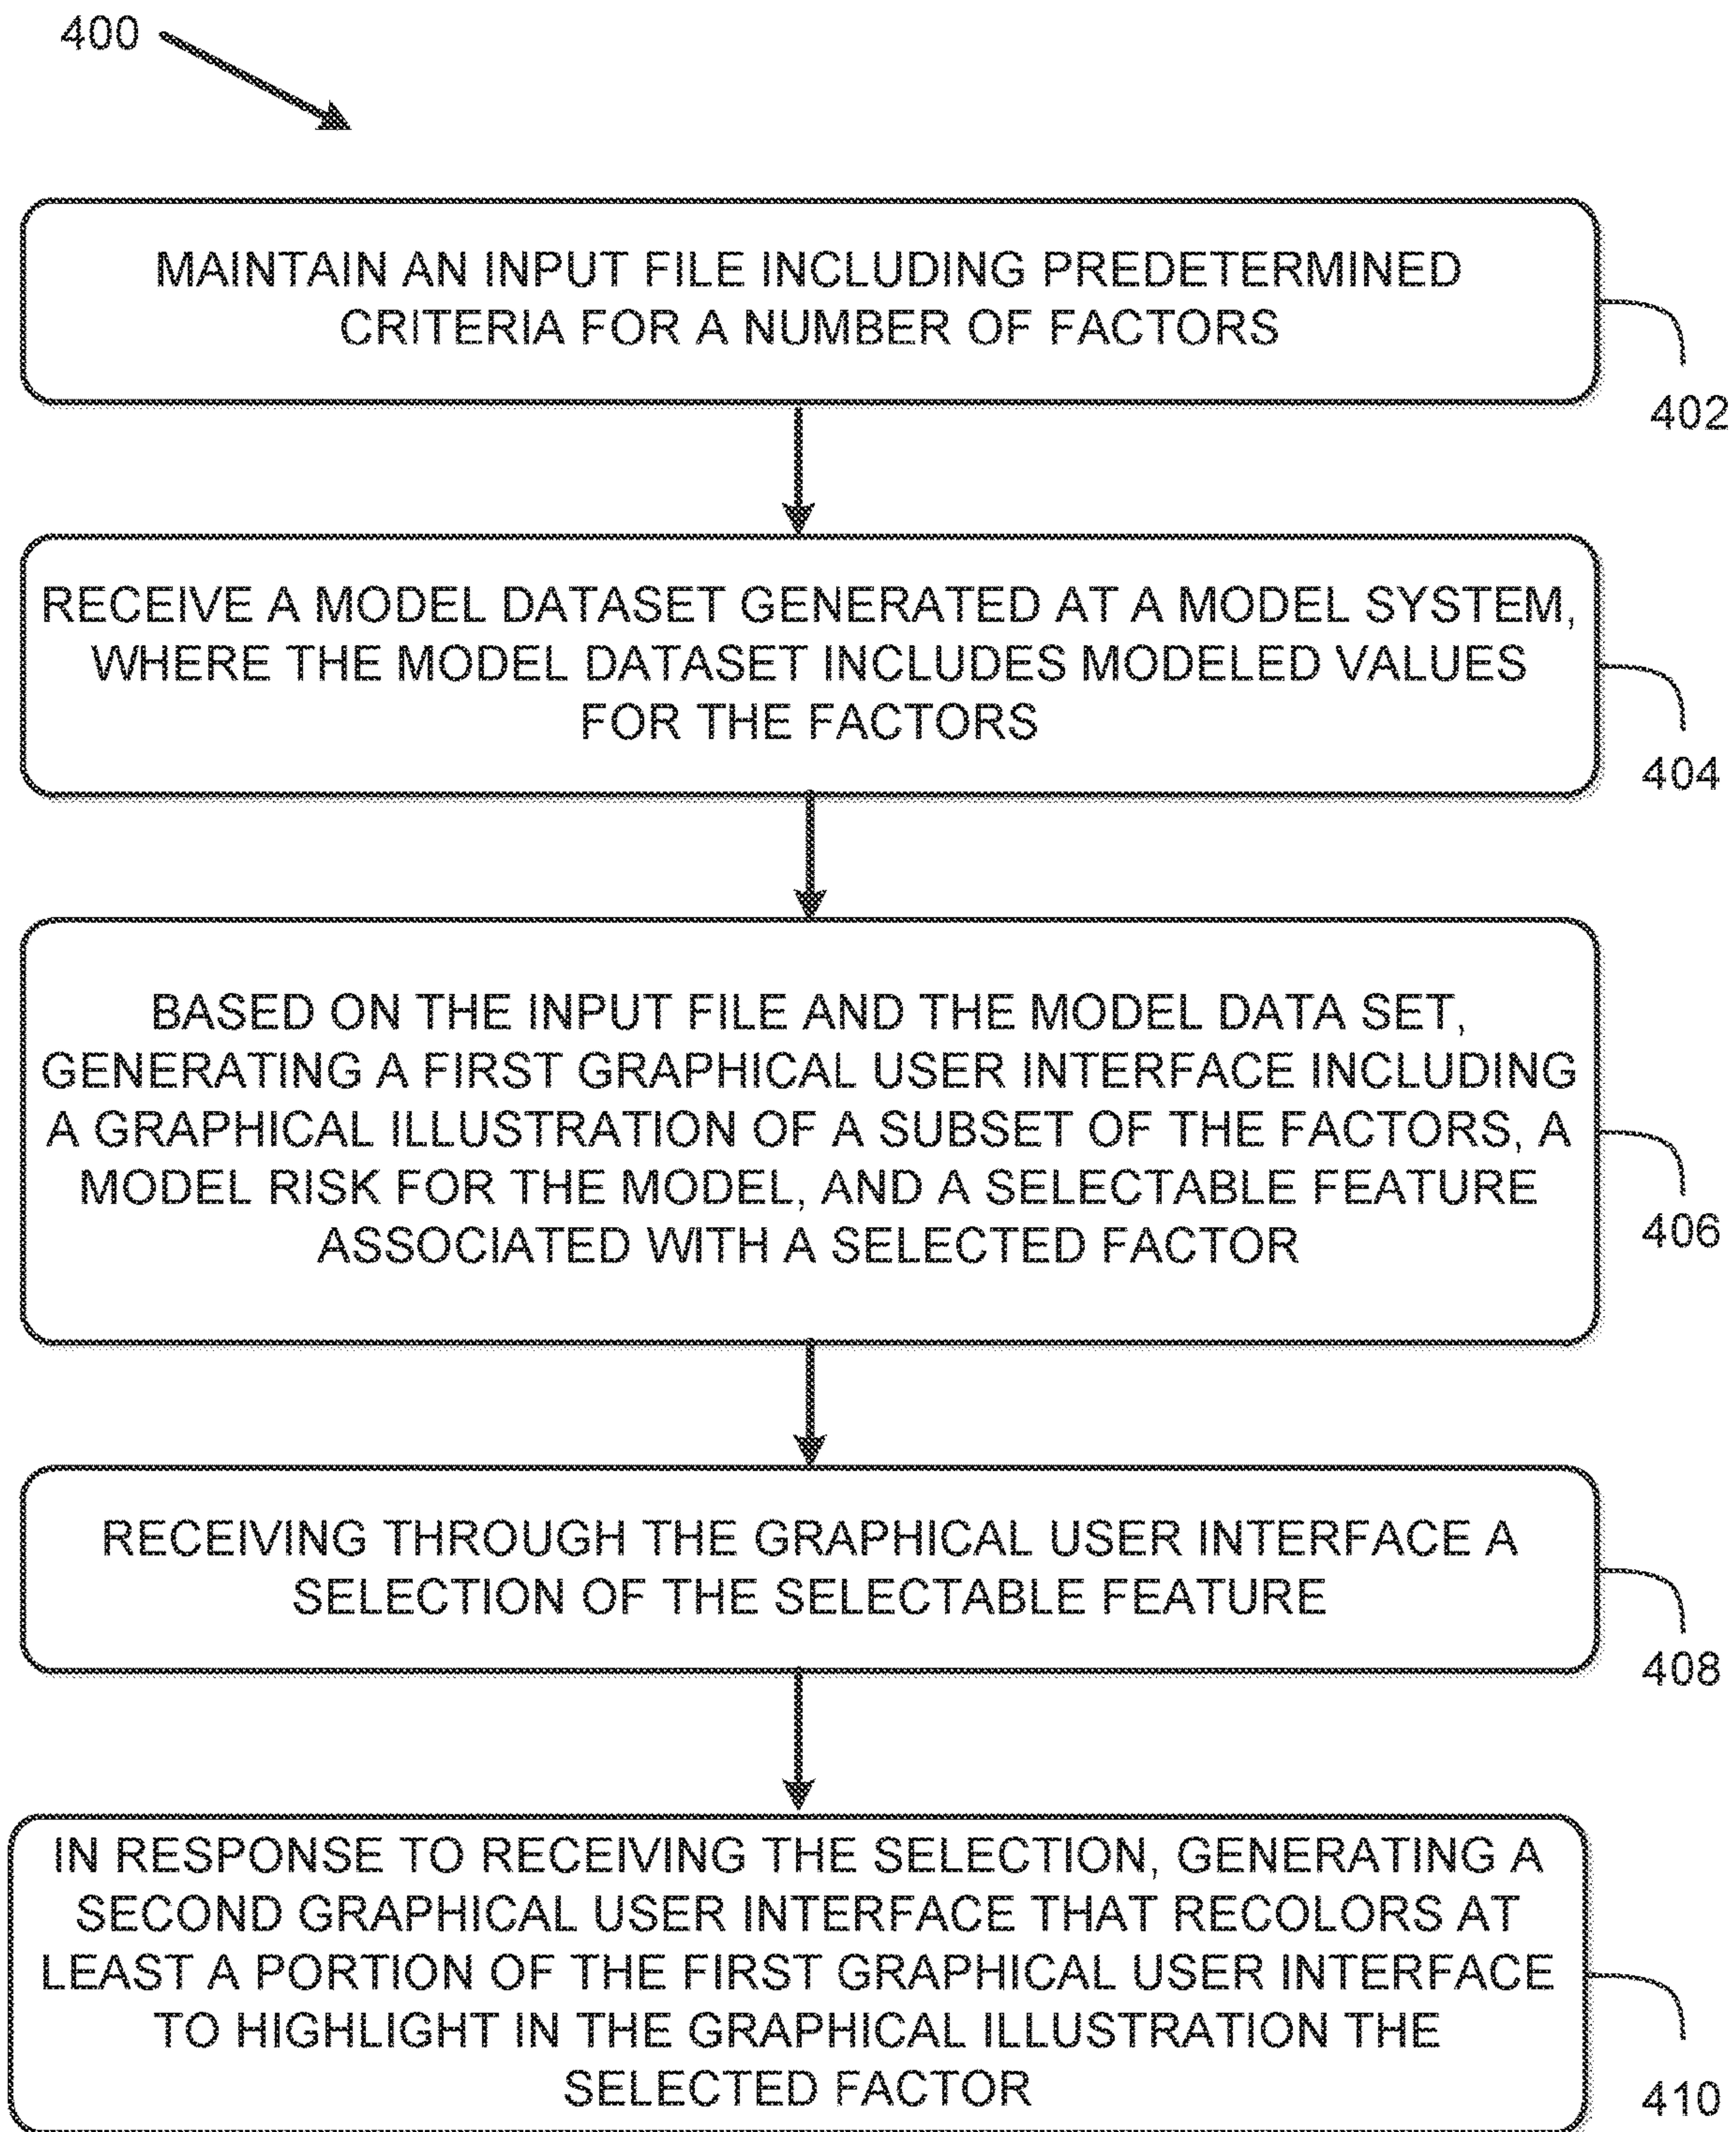 400
MAINTAIN AN INPUT FILE INCLUDING PREDETERMINED
CRITERIA FOR A NUMBER OF FACTORS
402
RECEIVE A MODEL DATASET GENERATED AT A MODEL SYSTEM,
WHERE THE MODEL DATASET INCLUDES MODELED VALUES
FOR THE FACTORS
404
BASED ON THE INPUT FILE AND THE MODEL DATA SET,
GENERATING A FIRST GRAPHICAL USER INTERFACE INCLUDING
A GRAPHICAL ILLUSTRATION OF A SUBSET OF THE FACTORS, A
MODEL RISK FOR THE MODEL, AND A SELECTABLE FEATURE
ASSOCIATED WITH A SELECTED FACTOR
406
RECEIVING THROUGH THE GRAPHICAL USER INTERFACE A
SELECTION OF THE SELECTABLE FEATURE
408
IN RESPONSE TO RECEIVING THE SELECTION, GENERATING A
SECOND GRAPHICAL USER INTERFACE THAT RECOLORS AT
LEAST A PORTION OF THE FIRST GRAPHICAL USER INTERFACE
TO HIGHLIGHT IN THE GRAPHICAL ILLUSTRATION THE
SELECTED FACTOR
410